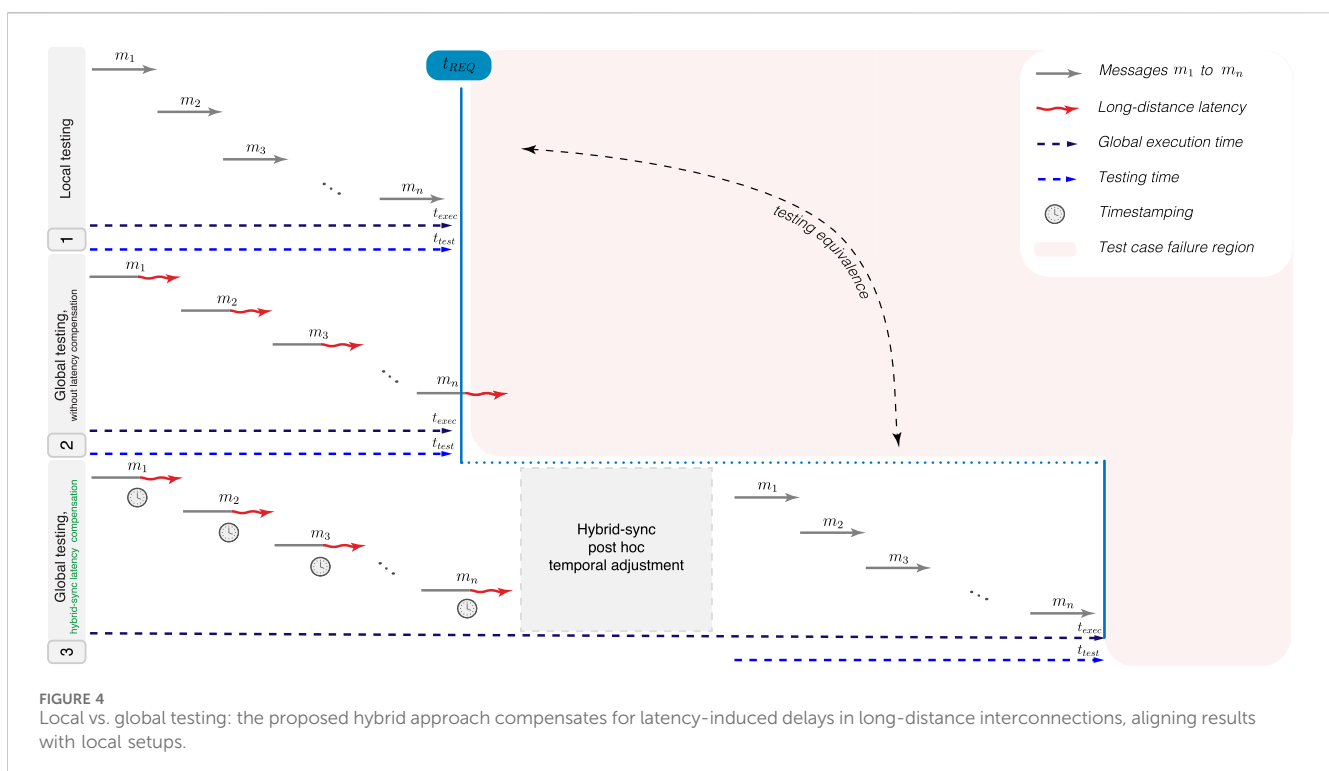 m1
m2
m3
mn
tREQ
Local testing
1
texec
ttest
Messages m1 to mn
Long-distance latency
Global execution time
Testing time
Timestamping
Test case failure region
testing equivalence
m1
m2
m3
mn
Global testing,
without latency compensation
2
texec
ttest
m1
m2
m3
mn
Global testing,
hybrid-sync latency compensation
3
Hybrid-sync
post hoc
temporal adjustment
m1
m2
m3
mn
texec
ttest
FIGURE 4
Local vs. global testing: the proposed hybrid approach compensates for latency-induced delays in long-distance interconnections, aligning results
with local setups.